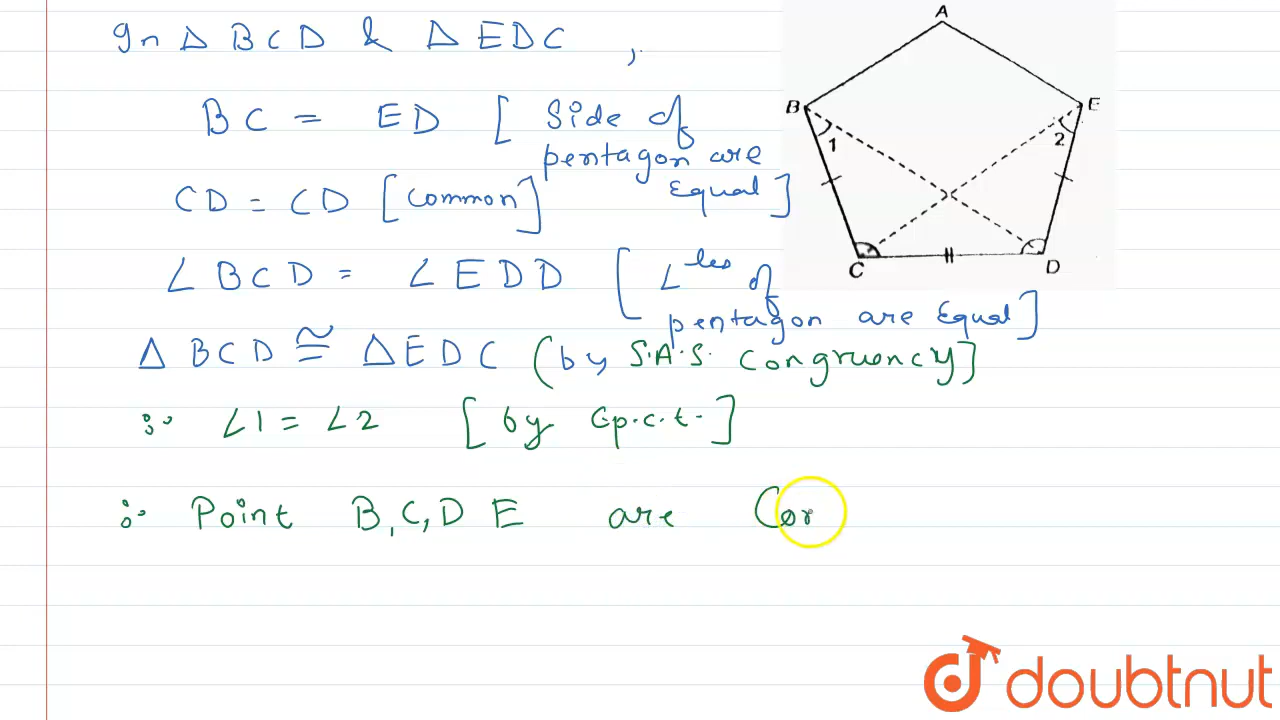 In Δ BCD & Δ EDC ,
BC = ED [ Side of
pentagon are
Equal ]
CD = CD [Common]
∠ BCD = ∠ EDD [ ∠les of
pentagon are Equal ]
Δ BCD ≅ Δ EDC (by S.A.S. Congruency]
∴ ∠1 = ∠2 [ by C.p.c.t. ]
∴ Point B, C, D E are Cor
A
B
E
1
2
C
D
doubtnut